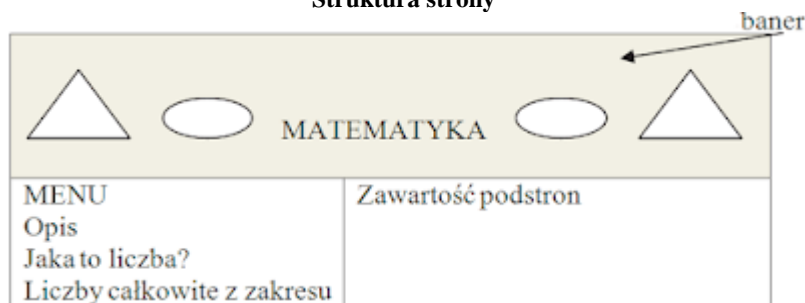 Struktura strony
baner
MATEMATYKA
MENU
Zawartość podstron
Opis
Jaka to liczba?
Liczby całkowite z zakresu